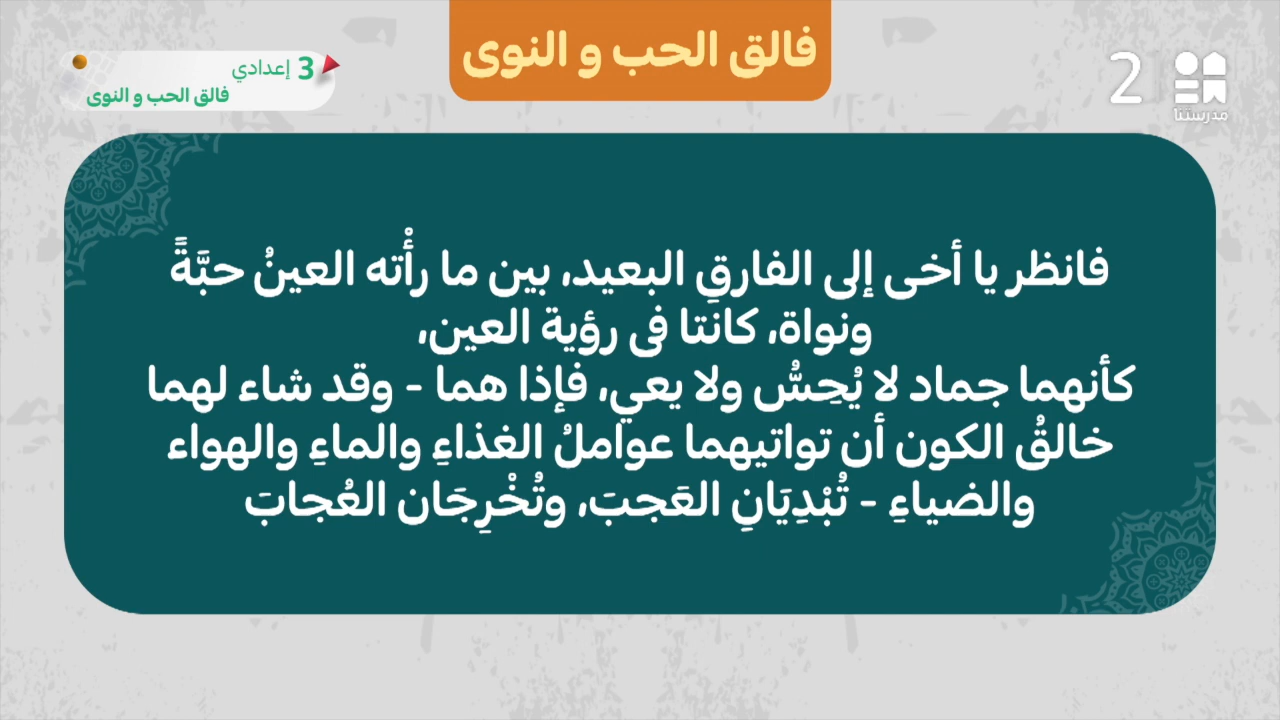 فالق الحب و النوى
3 إعدادي
فالق الحب و النوى
2
مدرستنا
فانظر يا أخى إلى الفارقِ البعيد، بين ما رأْته العينُ حبَّةً
ونواة، كانتا فى رؤية العين،
كأنهما جماد لا يُحِسُّ ولا يعي، فإذا هما - وقد شاء لهما
خالقُ الكون أن تواتيهما عواملُ الغذاءِ والماءِ والهواء
والضياءِ - تُبْدِيَانِ العَجبَ، وتُخْرِجَان العُجابَ